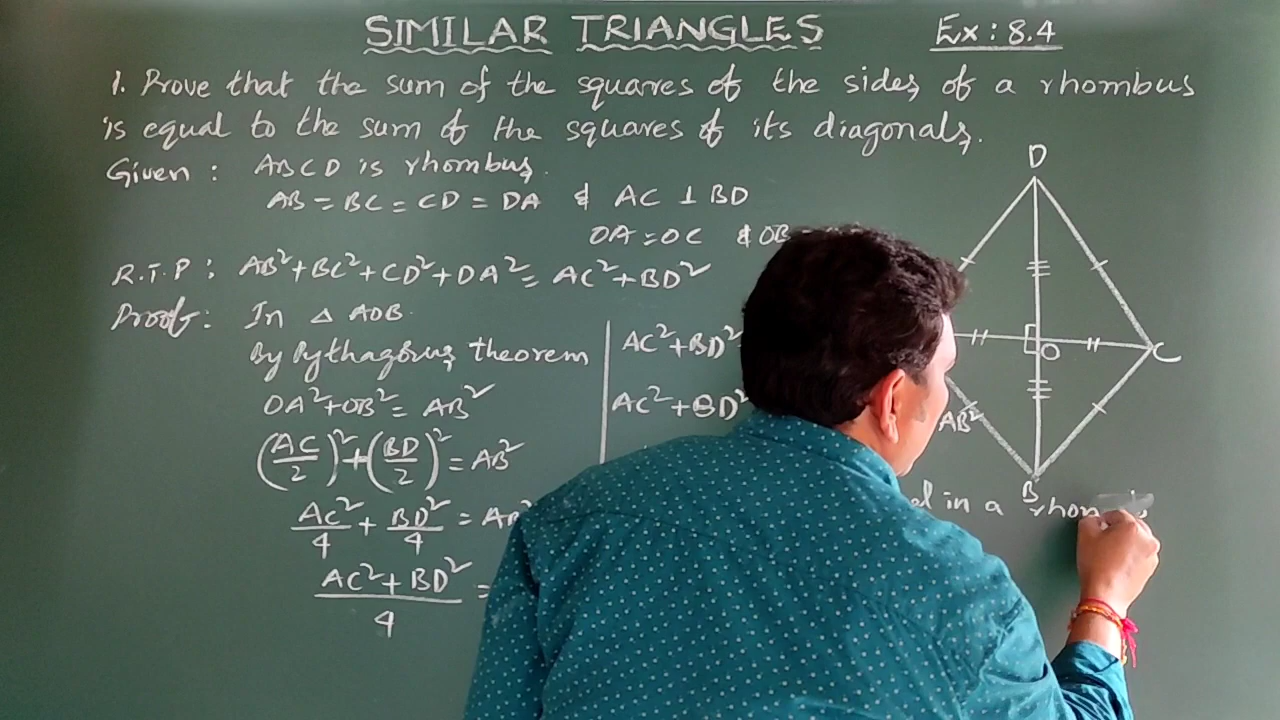 SIMILAR TRIANGLES Ex: 8.4
1. Prove that the sum of the squares of the sides of a rhombus
is equal to the sum of the squares of its diagonals.
Given : ABCD is rhombus.
AB = BC = CD = DA & AC ⊥ BD
OA = OC & OB =
R.T.P : AB²+BC²+CD²+DA² = AC²+BD²
Proof: In △ AOB.
By Pythagorus theorem
OA²+OB² = AB²
(AC/2)²+(BD/2)² = AB²
AC²/4 + BD²/4 = AB²
AC²+BD²/4 =
AC²+BD²
AC²+BD²
AB²
in a
D
O
C
B